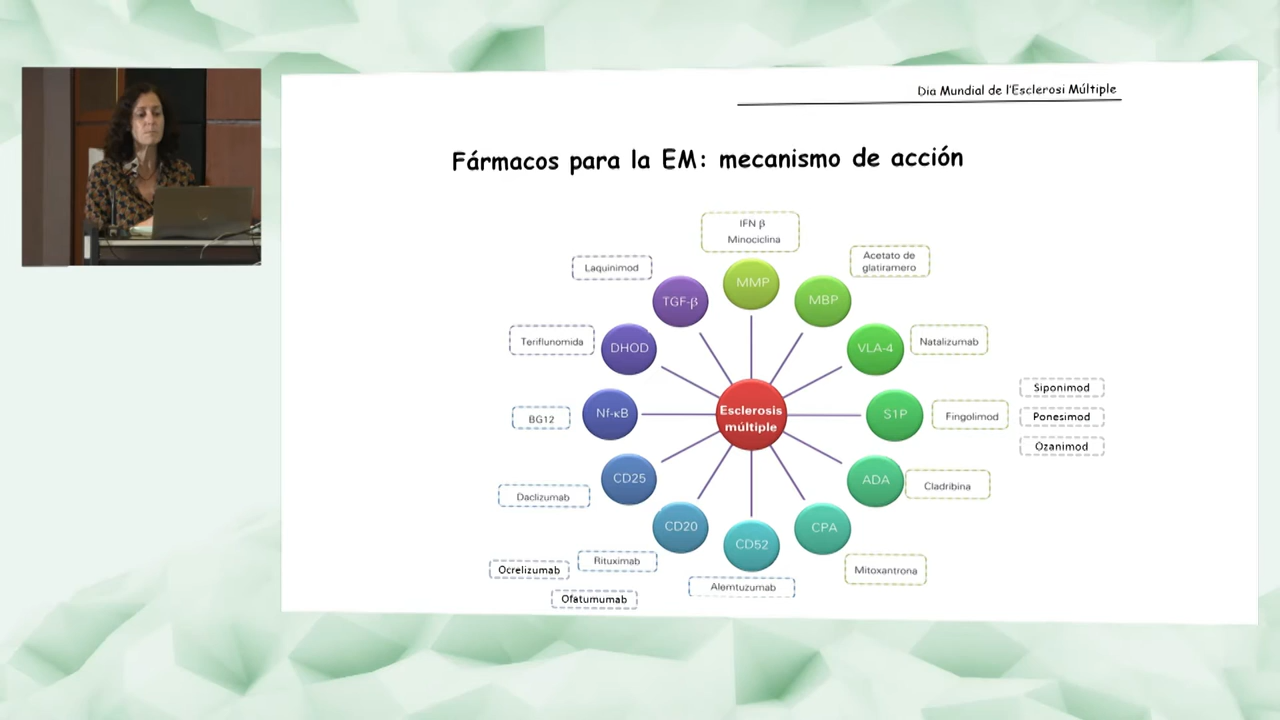 Dia Mundial de l'Esclerosi Múltiple
Fármacos para la EM: mecanismo de acción
IFN β
Minociclina
MMP
Acetato de
glatiramero
MBP
Natalizumab
VLA-4
S1P
Fingolimod
Siponimod
Ponesimod
Ozanimod
ADA
Cladribina
CPA
Mitoxantrona
CD52
Alemtuzumab
CD20
Rituximab
Ocrelizumab
Ofatumumab
CD25
Daclizumab
Nf-κB
BG12
DHOD
Teriflunomida
TGF-β
Laquinimod
Esclerosis
múltiple